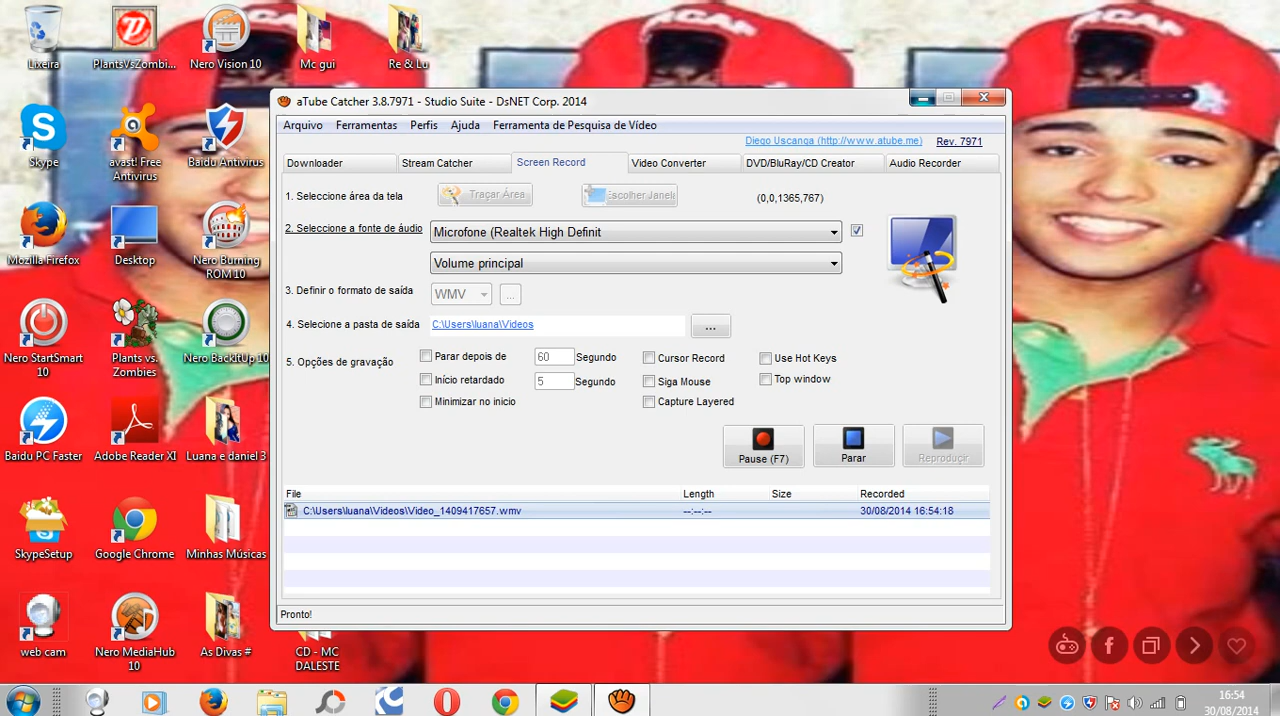 Lixeira
PlantsVsZombi...
Nero Vision 10
Mc gui
Re & Lu
Skype
avast! Free
Antivirus
Baidu Antivirus
Mozilla Firefox
Desktop
Nero Burning
ROM 10
Nero StartSmart
10
Plants vs.
Zombies
Nero BackItUp 10
Baidu PC Faster
Adobe Reader XI
Luana e daniel 3
SkypeSetup
Google Chrome
Minhas Músicas
web cam
Nero MediaHub
10
As Divas #
CD - MC
DALESTE
aTube Catcher 3.8.7971 - Studio Suite - DsNET Corp. 2014
Arquivo Ferramentas Perfis Ajuda Ferramenta de Pesquisa de Vídeo
Diego Uscanga (http://www.atube.me) Rev. 7971
Downloader Stream Catcher Screen Record Video Converter DVD/BluRay/CD Creator Audio Recorder
1. Seleccione área da tela Traçar Área Escolher Janela (0,0,1365,767)
2. Seleccione a fonte de áudio Microfone (Realtek High Definit
Volume principal
3. Definir o formato de saída WMV ...
4. Selecione a pasta de saída C:\Users\luana\Videos ...
5. Opções de gravação Parar depois de 60 Segundo Cursor Record Use Hot Keys
Início retardado 5 Segundo Siga Mouse Top window
Minimizar no inicio Capture Layered
Pause (F7) Parar Reproduçir
File Length Size Recorded
C:\Users\luana\Videos\Video_1409417657.wmv --:--:-- 30/08/2014 16:54:18
Pronto!
16:54
30/08/2014